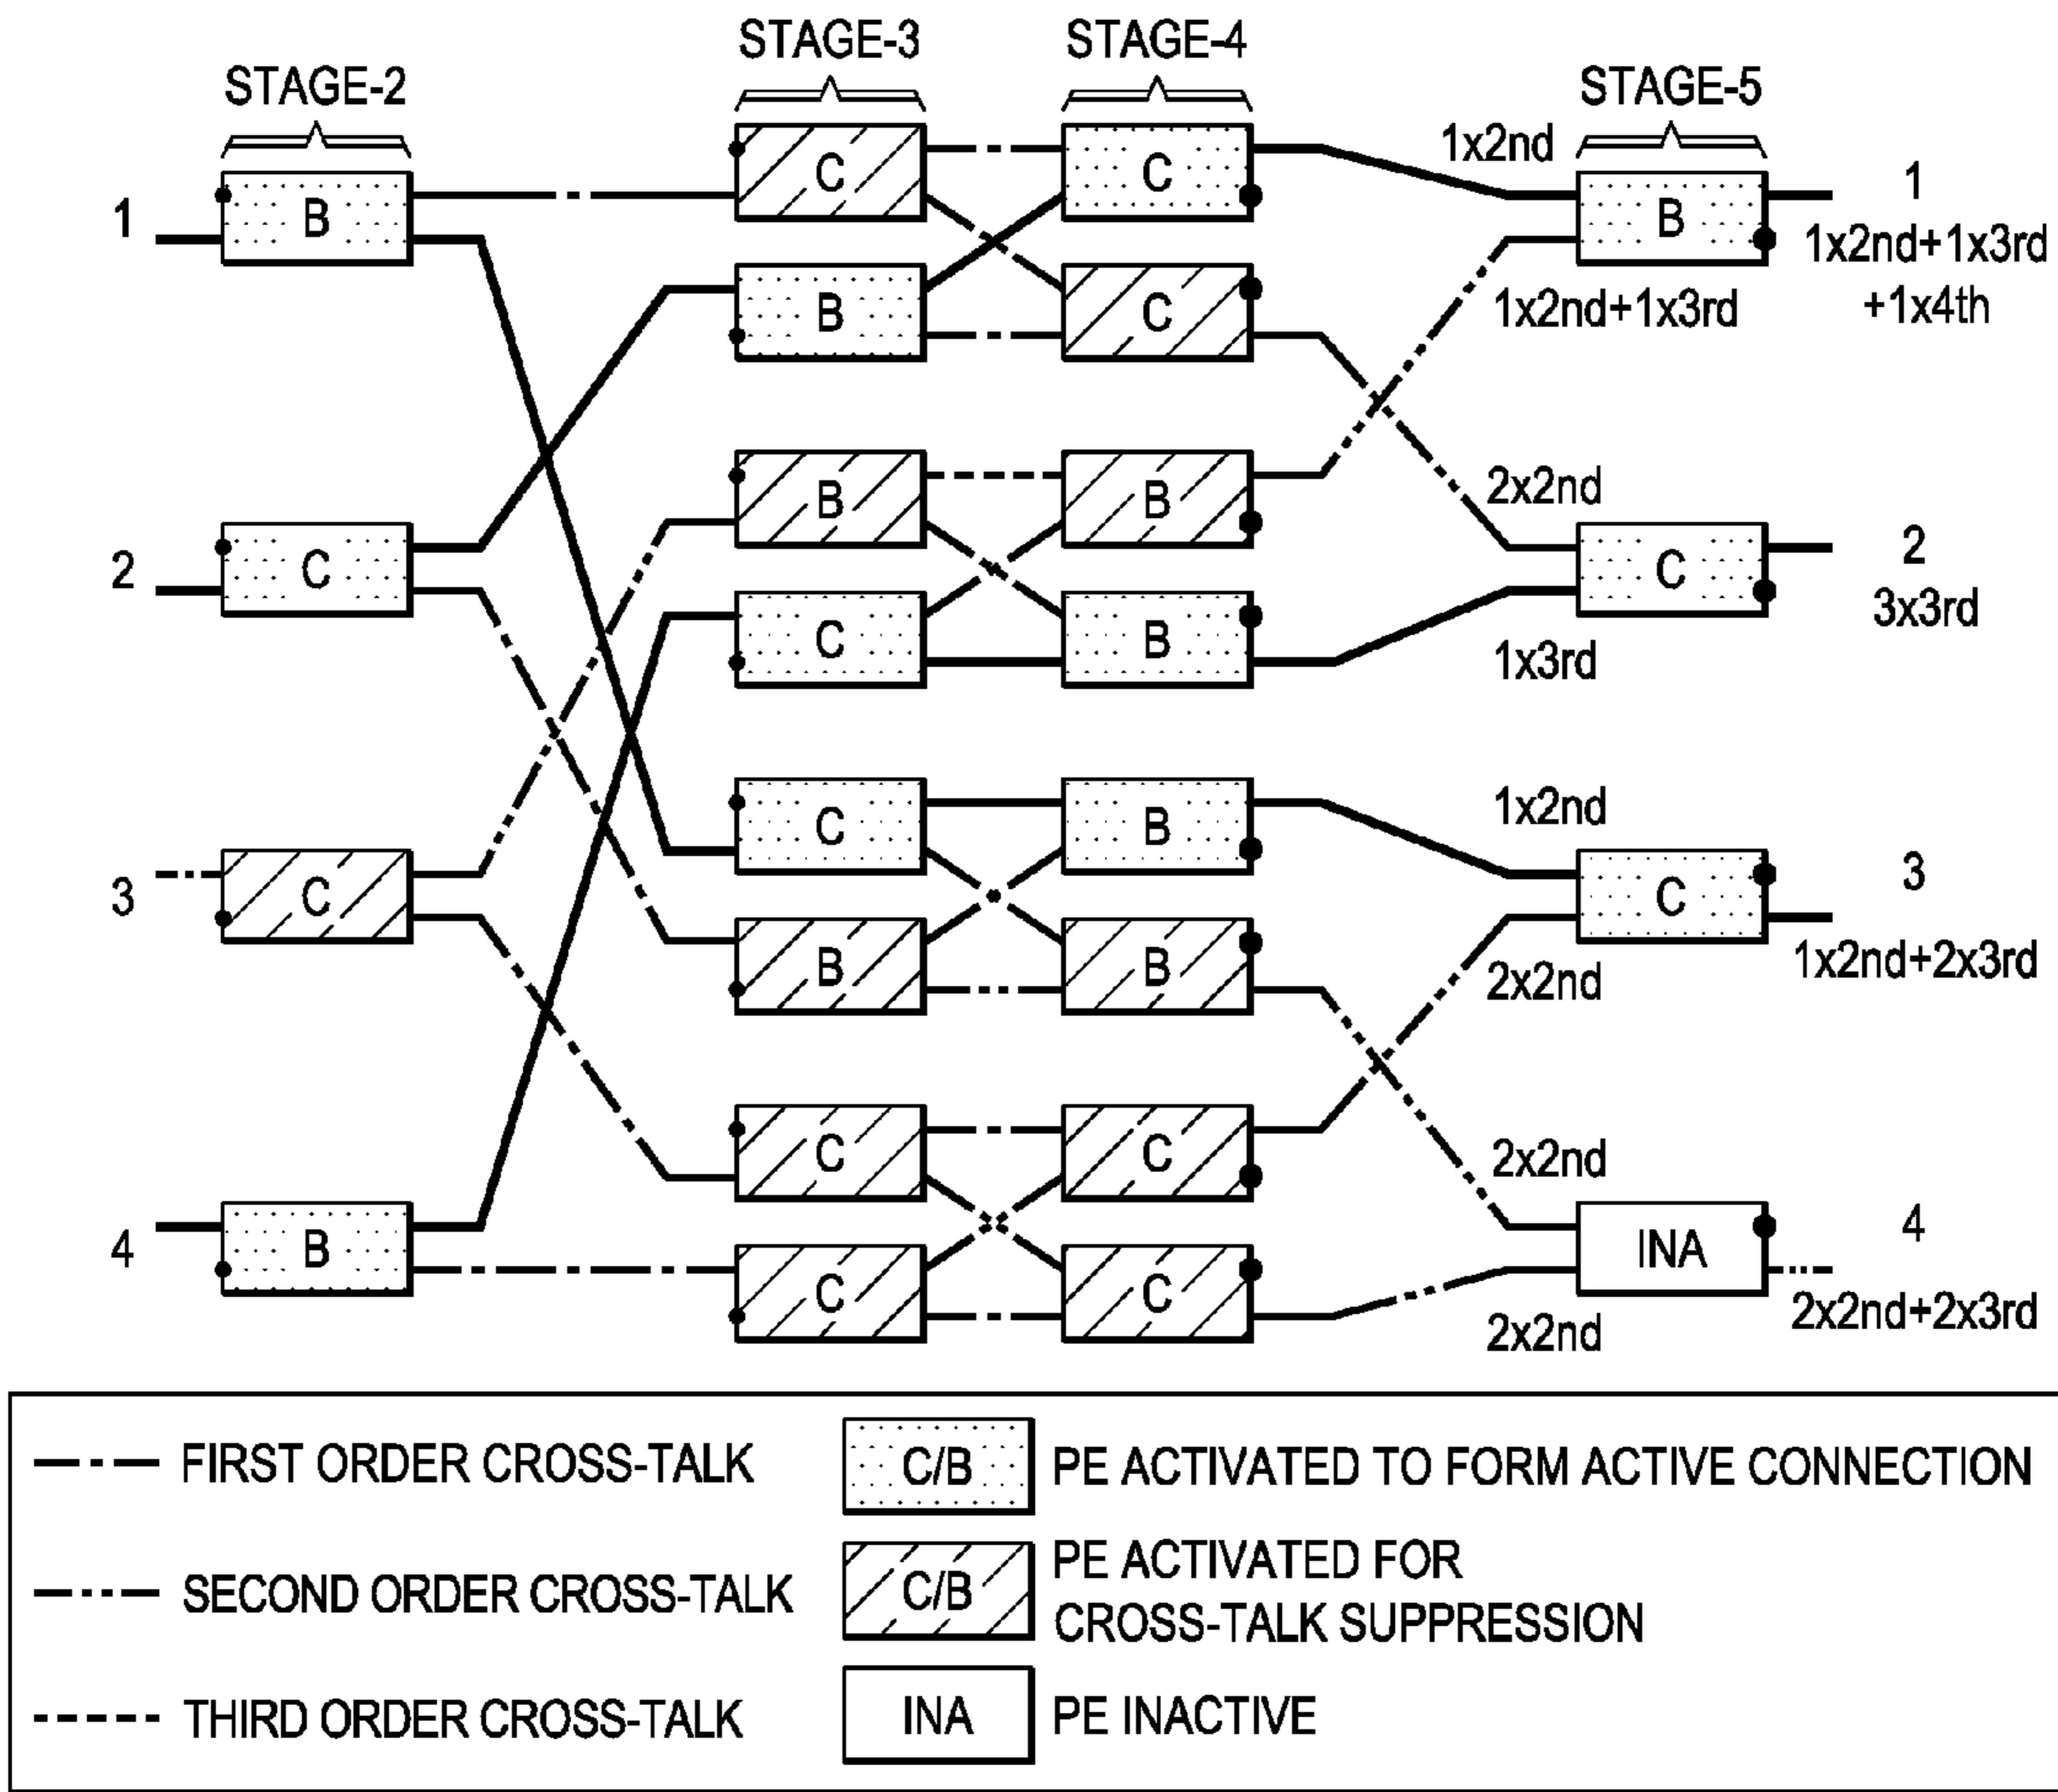 STAGE-2
STAGE-3
STAGE-4
STAGE-5
1
B
C
C
1x2nd
B
1
1x2nd+1x3rd
+1x4th
B
C
1x2nd+1x3rd
2
C
B
B
2x2nd
C
2
3x3rd
C
B
1x3rd
3
C
C
B
1x2nd
C
3
1x2nd+2x3rd
B
B
2x2nd
4
B
C
C
2x2nd
INA
4
2x2nd+2x3rd
C
C
2x2nd
FIRST ORDER CROSS-TALK
SECOND ORDER CROSS-TALK
THIRD ORDER CROSS-TALK
C/B
PE ACTIVATED TO FORM ACTIVE CONNECTION
C/B
PE ACTIVATED FOR
CROSS-TALK SUPPRESSION
INA
PE INACTIVE